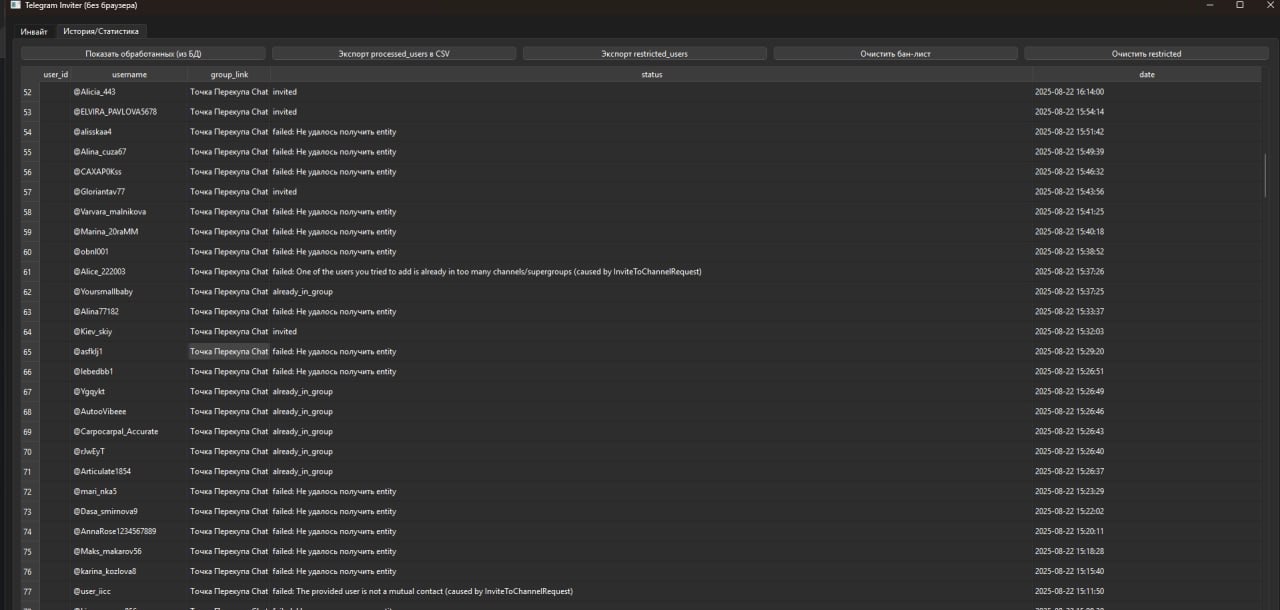 Telegram Inviter (без браузера)
Инвайт История/Статистика
Показать обработанных (из БД) Экспорт processed_users в CSV Экспорт restricted_users Очистить бан-лист Очистить restricted
user_id username group_link status date
52 @Alicia_443 Точка Перекупа Chat invited 2025-08-22 16:14:00
53 @ELVIRA_PAVLOVA5678 Точка Перекупа Chat invited 2025-08-22 15:54:14
54 @alisskaa4 Точка Перекупа Chat failed: Не удалось получить entity 2025-08-22 15:51:42
55 @Alina_cuza67 Точка Перекупа Chat failed: Не удалось получить entity 2025-08-22 15:49:39
56 @CAXAP0Kss Точка Перекупа Chat failed: Не удалось получить entity 2025-08-22 15:46:32
57 @Gloriantav77 Точка Перекупа Chat invited 2025-08-22 15:43:56
58 @Varvara_malnikova Точка Перекупа Chat failed: Не удалось получить entity 2025-08-22 15:41:25
59 @Marina_20raMM Точка Перекупа Chat failed: Не удалось получить entity 2025-08-22 15:40:18
60 @obnl001 Точка Перекупа Chat failed: Не удалось получить entity 2025-08-22 15:38:52
61 @Alice_222003 Точка Перекупа Chat failed: One of the users you tried to add is already in too many channels/supergroups (caused by InviteToChannelRequest) 2025-08-22 15:37:26
62 @Yoursmallbaby Точка Перекупа Chat already_in_group 2025-08-22 15:37:25
63 @Alina77182 Точка Перекупа Chat failed: Не удалось получить entity 2025-08-22 15:33:37
64 @Kiev_skiy Точка Перекупа Chat invited 2025-08-22 15:32:03
65 @asfklj1 Точка Перекупа Chat failed: Не удалось получить entity 2025-08-22 15:29:20
66 @lebedbb1 Точка Перекупа Chat failed: Не удалось получить entity 2025-08-22 15:26:51
67 @Ygqykt Точка Перекупа Chat already_in_group 2025-08-22 15:26:49
68 @AutooVibeee Точка Перекупа Chat already_in_group 2025-08-22 15:26:46
69 @Carpocarpal_Accurate Точка Перекупа Chat already_in_group 2025-08-22 15:26:43
70 @rJwEyT Точка Перекупа Chat already_in_group 2025-08-22 15:26:40
71 @Articulate1854 Точка Перекупа Chat already_in_group 2025-08-22 15:26:37
72 @mari_nka5 Точка Перекупа Chat failed: Не удалось получить entity 2025-08-22 15:23:29
73 @Dasa_smirnova9 Точка Перекупа Chat failed: Не удалось получить entity 2025-08-22 15:22:02
74 @AnnaRose1234567889 Точка Перекупа Chat failed: Не удалось получить entity 2025-08-22 15:20:11
75 @Maks_makarov56 Точка Перекупа Chat failed: Не удалось получить entity 2025-08-22 15:18:28
76 @karina_kozlova8 Точка Перекупа Chat failed: Не удалось получить entity 2025-08-22 15:15:40
77 @user_jicc Точка Перекупа Chat failed: The provided user is not a mutual contact (caused by InviteToChannelRequest) 2025-08-22 15:11:50